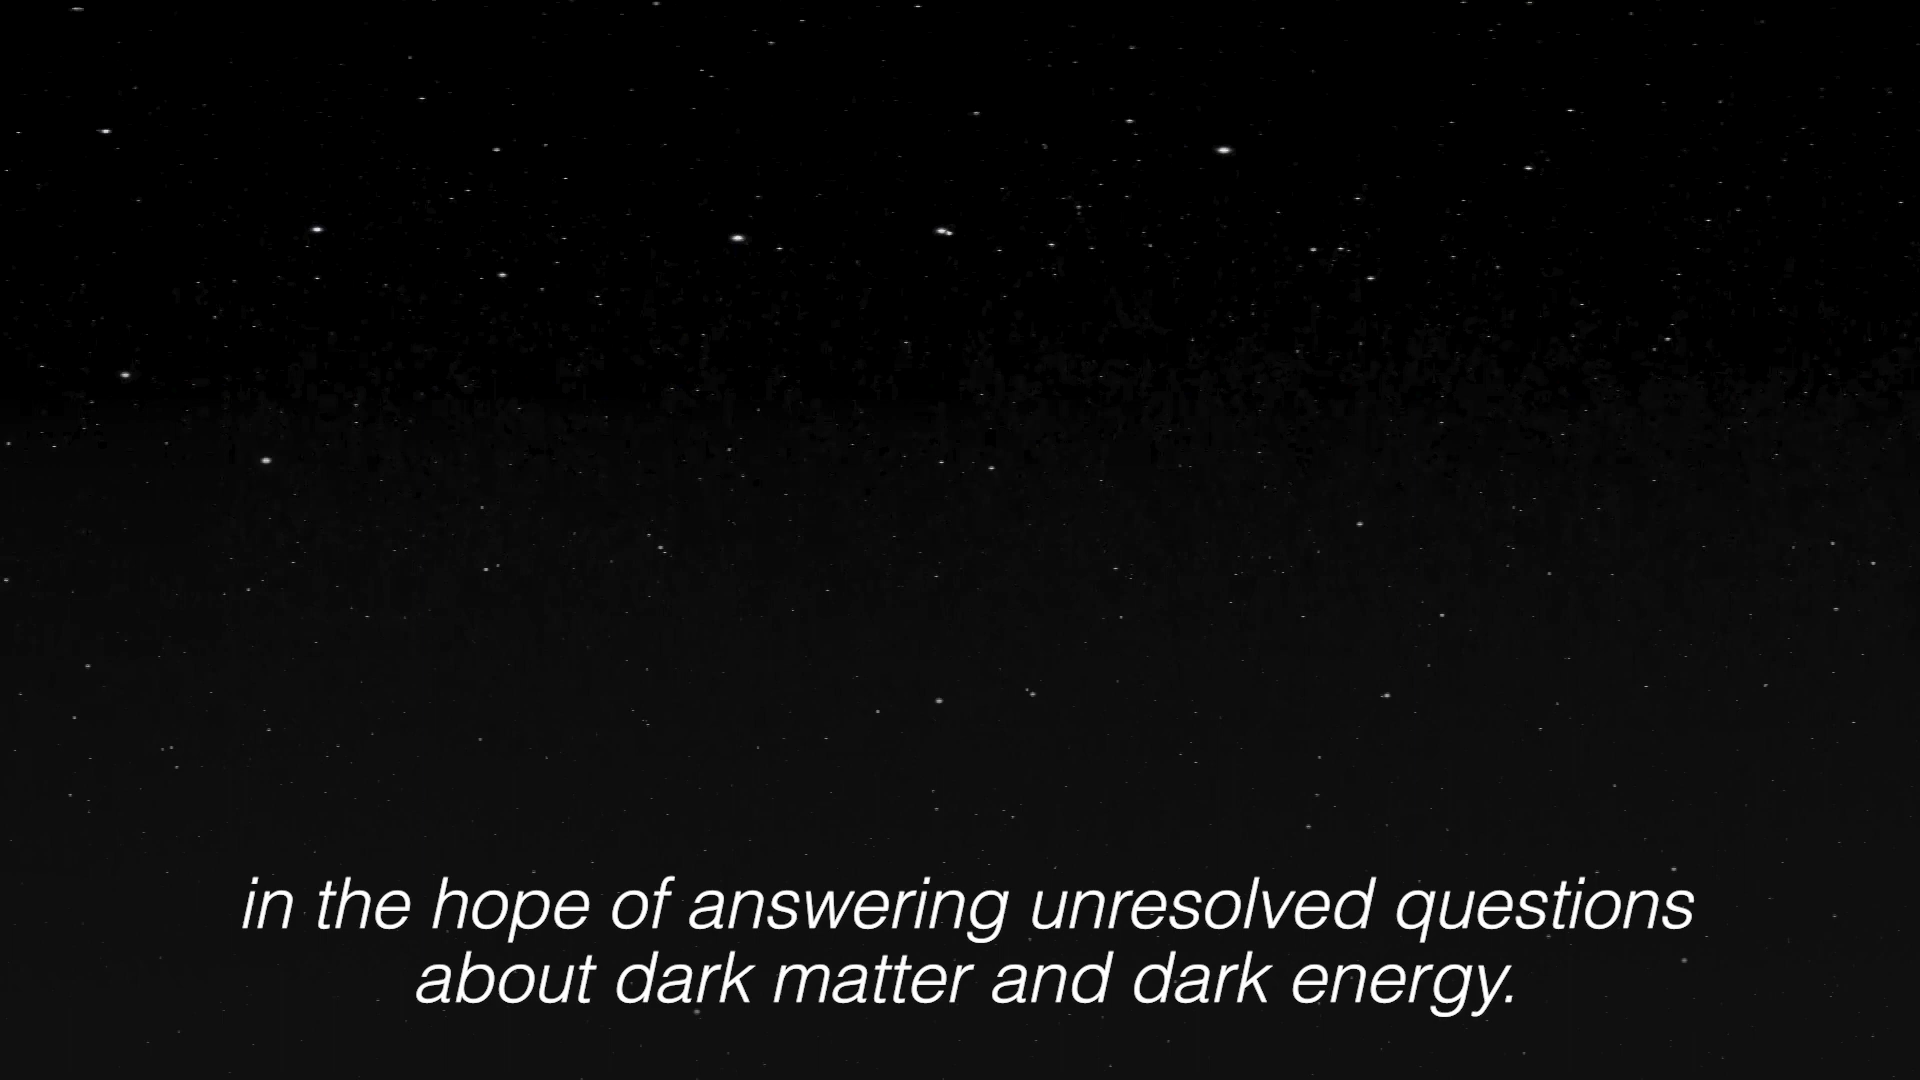 in the hope of answering unresolved questions
about dark matter and dark energy.